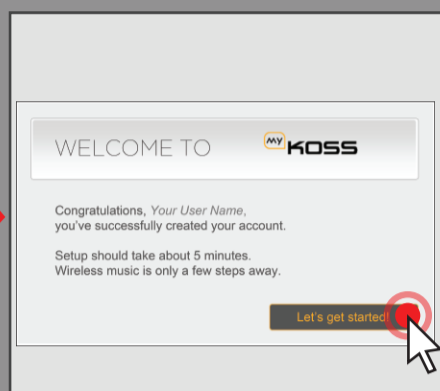 WELCOME TO my KOSS
Congratulations, Your User Name,
you've successfully created your account.
Setup should take about 5 minutes.
Wireless music is only a few steps away.
Let's get started!